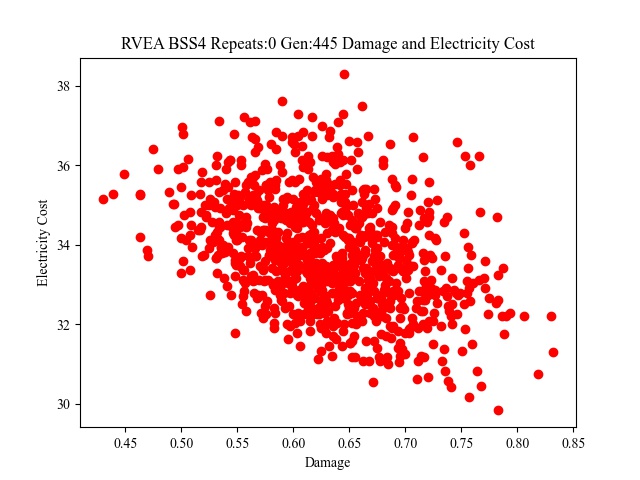 RVEA BSS4 Repeats:0 Gen:445 Damage and Electricity Cost
38
36
34
32
30
Electricity Cost
0.45 0.50 0.55 0.60 0.65 0.70 0.75 0.80 0.85
Damage